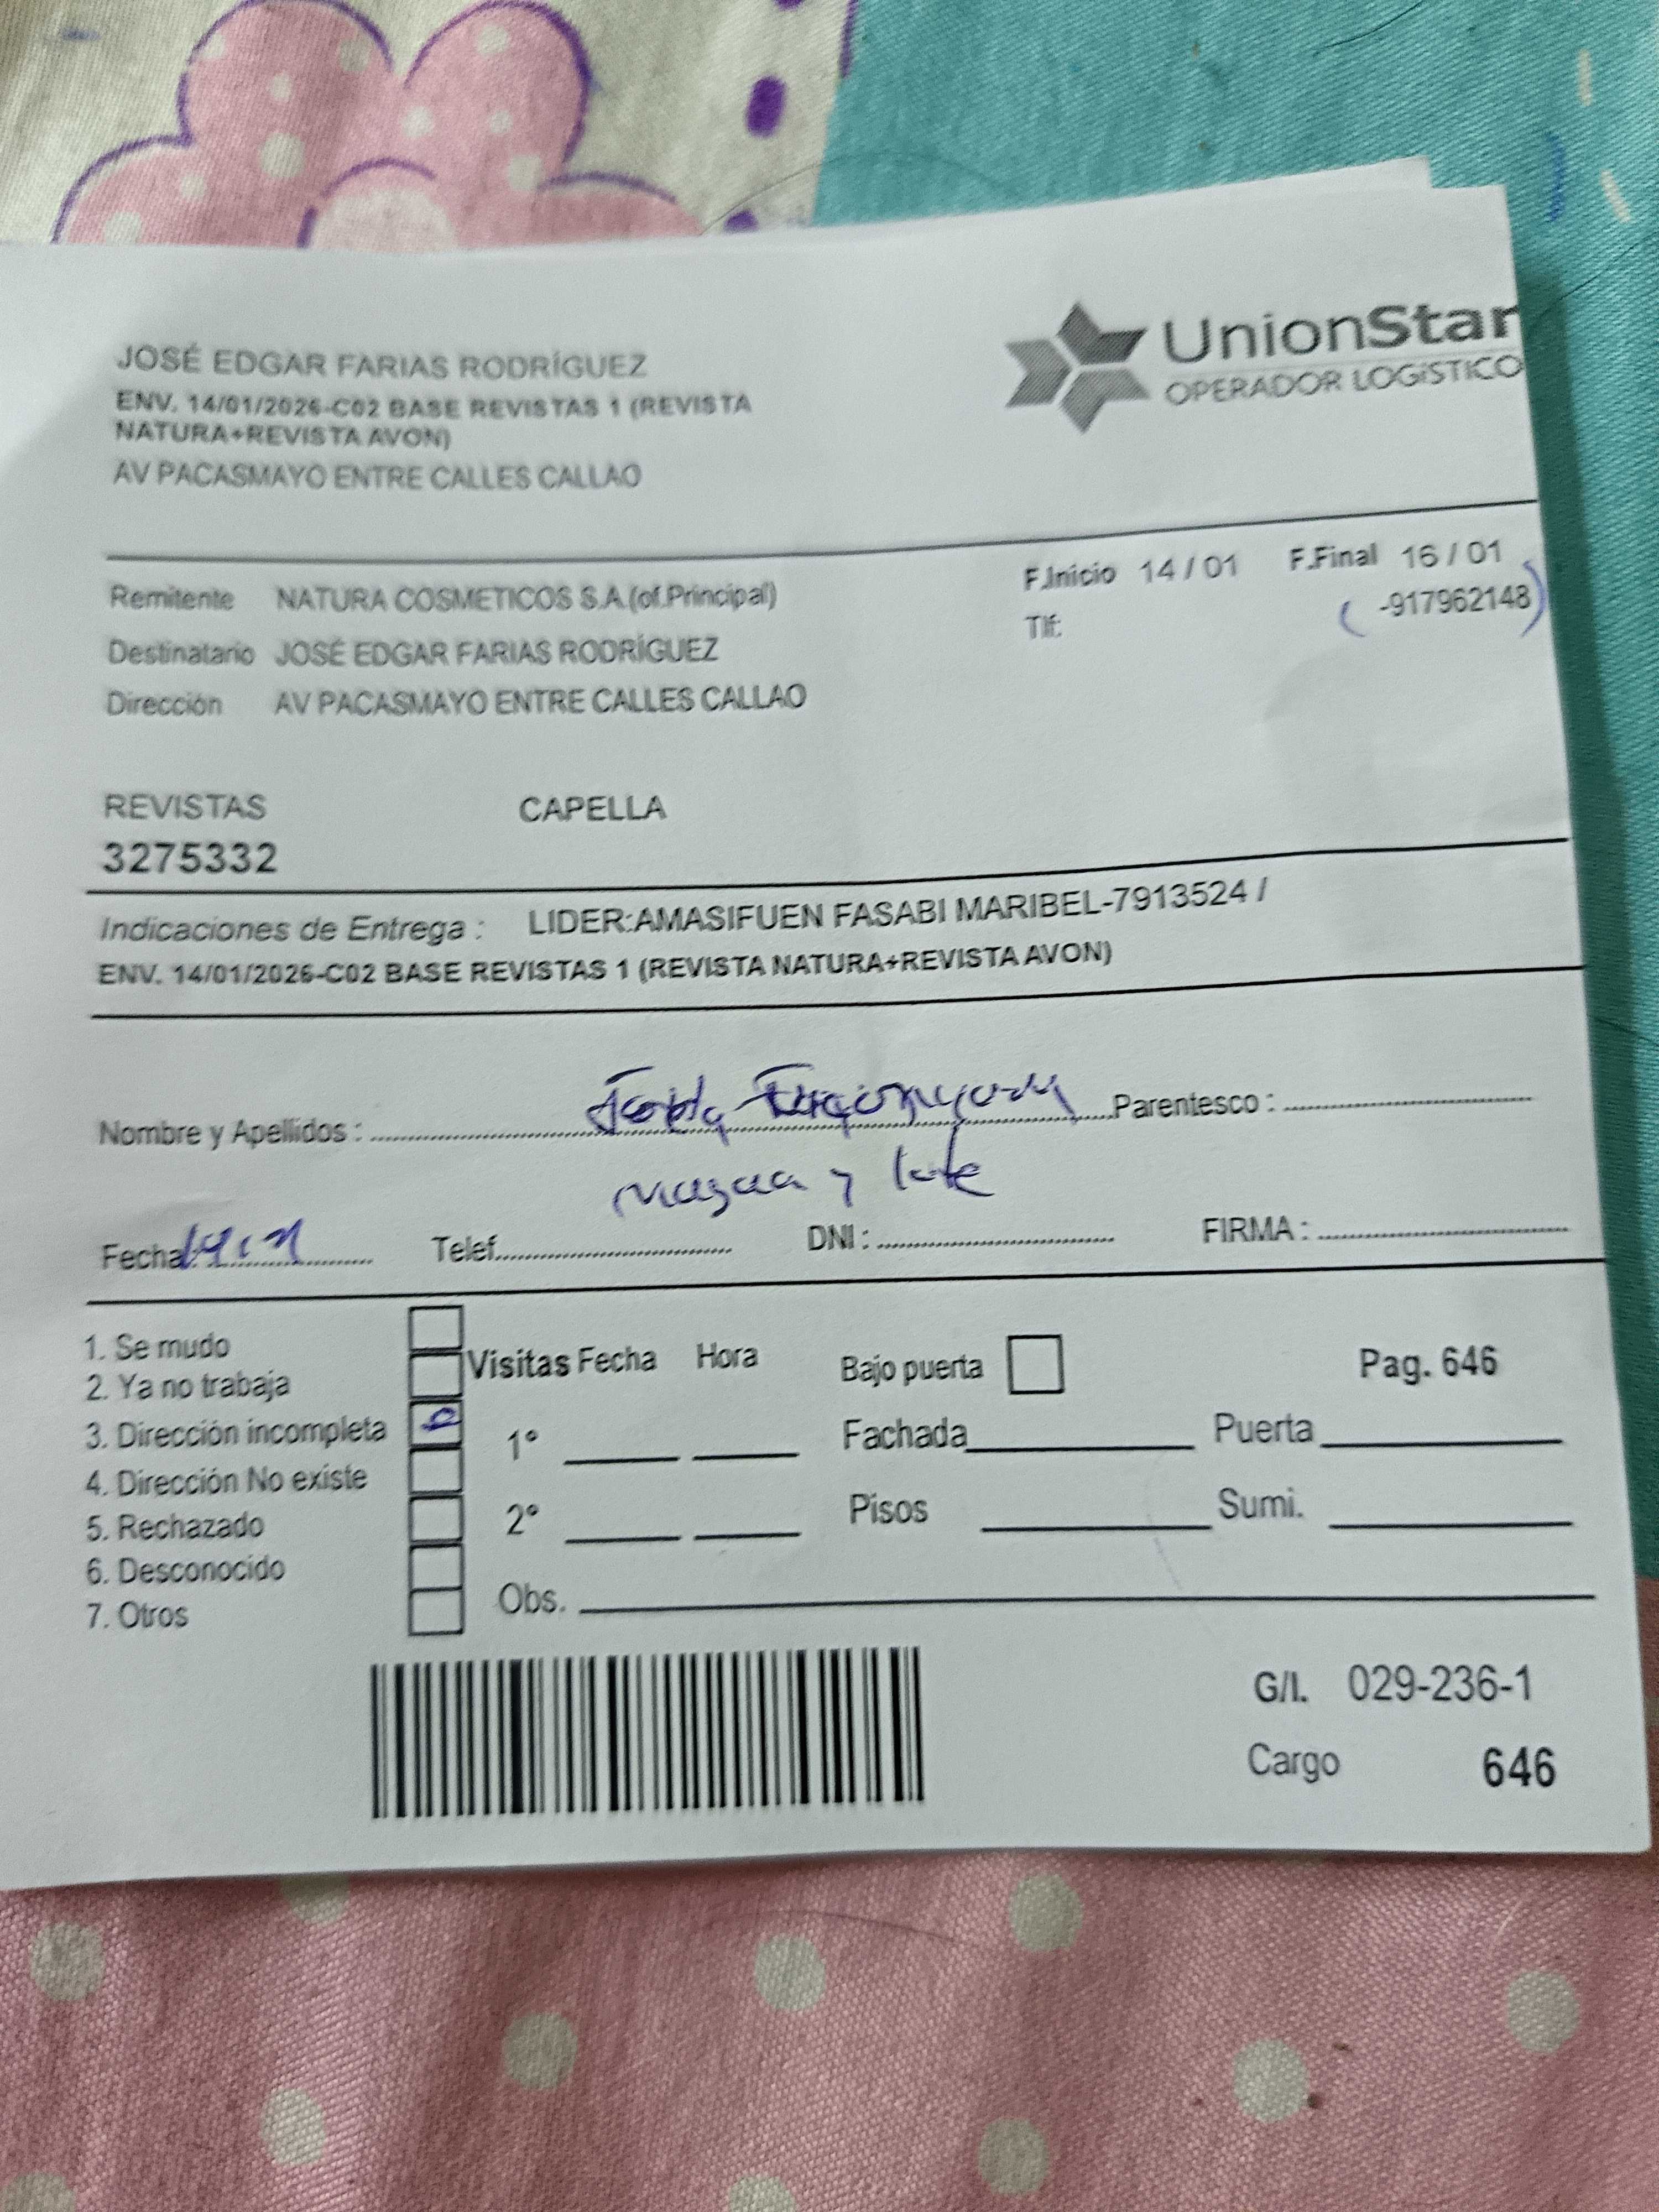 JOSÉ EDGAR FARIAS RODRÍGUEZ
ENV. 14/01/2026-C02 BASE REVISTAS 1 (REVISTA
NATURA+REVISTA AVON)
AV PACASMAYO ENTRE CALLES CALLAO
UnionStar
OPERADOR LOGíSTICO
Remitente NATURA COSMETICOS S.A.(of.Principal)
F.Inicio 14 / 01 F.Final 16 / 01
Tlf: (-917962148)
Destinatario JOSÉ EDGAR FARIAS RODRÍGUEZ
Dirección AV PACASMAYO ENTRE CALLES CALLAO
REVISTAS CAPELLA
3275332
Indicaciones de Entrega : LIDER:AMASIFUEN FASABI MARIBEL-7913524 /
ENV. 14/01/2026-C02 BASE REVISTAS 1 (REVISTA NATURA+REVISTA AVON)
Nombre y Apellidos : Falta Parentesco :
y lote
Fecha: Telef. DNI : FIRMA :
1. Se mudo
2. Ya no trabaja
3. Dirección incompleta
4. Dirección No existe
5. Rechazado
6. Desconocido
7. Otros
Visitas Fecha Hora
1°
2°
Obs.
Bajo puerta
Fachada Puerta
Pisos Sumi.
Pag. 646
G/I. 029-236-1
Cargo 646